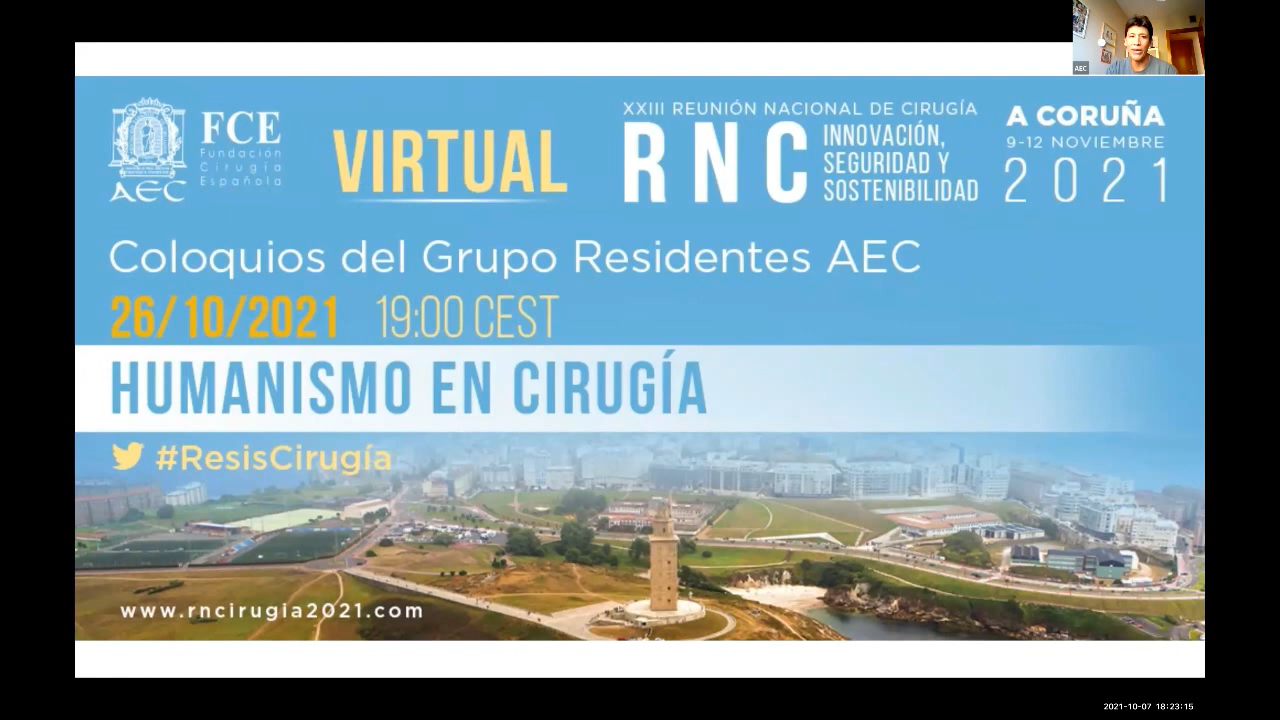 AEC
FCE
Fundación
Cirugía
Española
AEC
VIRTUAL
XXIII REUNIÓN NACIONAL DE CIRUGÍA
RNC
INNOVACIÓN,
SEGURIDAD Y
SOSTENIBILIDAD
A CORUÑA
9-12 NOVIEMBRE
2021
Coloquios del Grupo Residentes AEC
26/10/2021 19:00 CEST
HUMANISMO EN CIRUGÍA
#ResisCirugía
www.rncirugia2021.com
2021-10-07 18:23:15